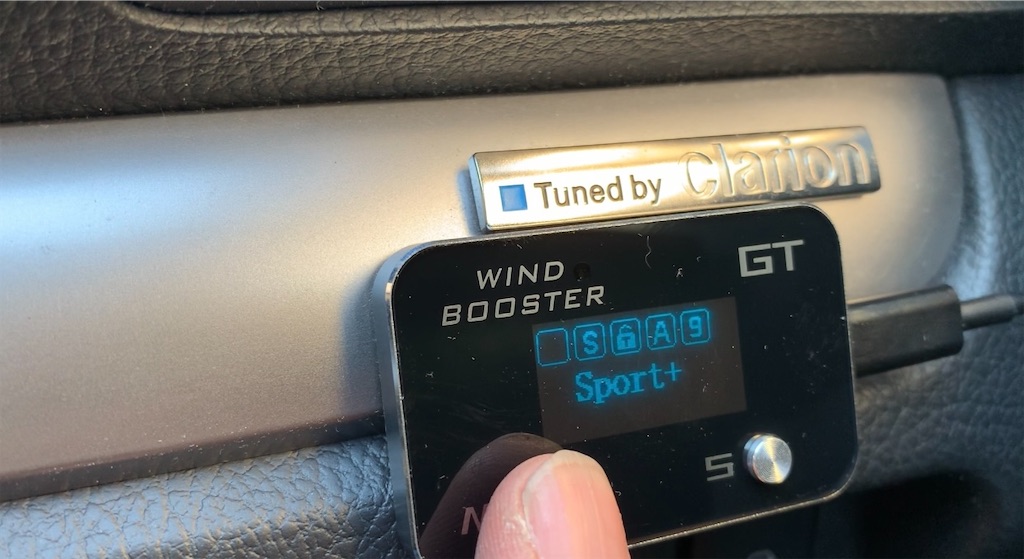 Tuned by clarion
WIND
BOOSTER
GT
S A 9
Sport+
S
N